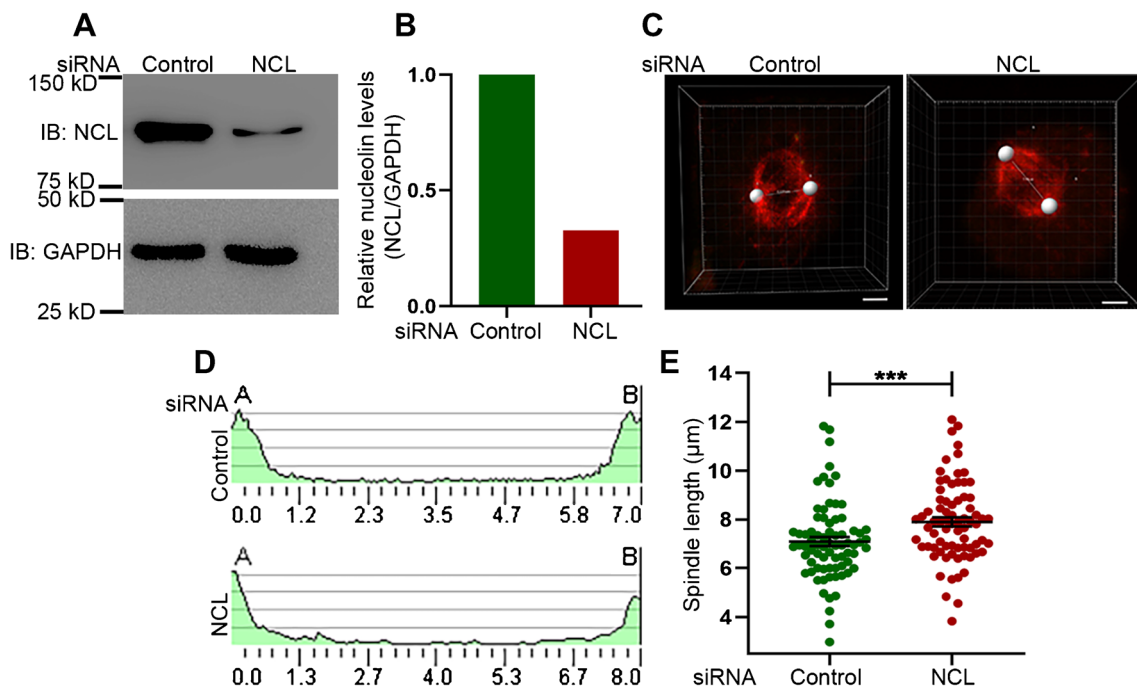 A
siRNA Control NCL
150 kD
IB: NCL
75 kD
50 kD
IB: GAPDH
25 kD
B
Relative nucleolin levels
(NCL/GAPDH)
1.0
0.5
0.0
siRNA Control NCL
C
siRNA Control NCL
D
siRNA
Control
A B
0.0 1.2 2.3 3.5 4.7 5.8 7.0
NCL
A B
0.0 1.3 2.7 4.0 5.3 6.7 8.0
E
Spindle length (μm)
14
12
10
8
6
4
***
siRNA Control NCL